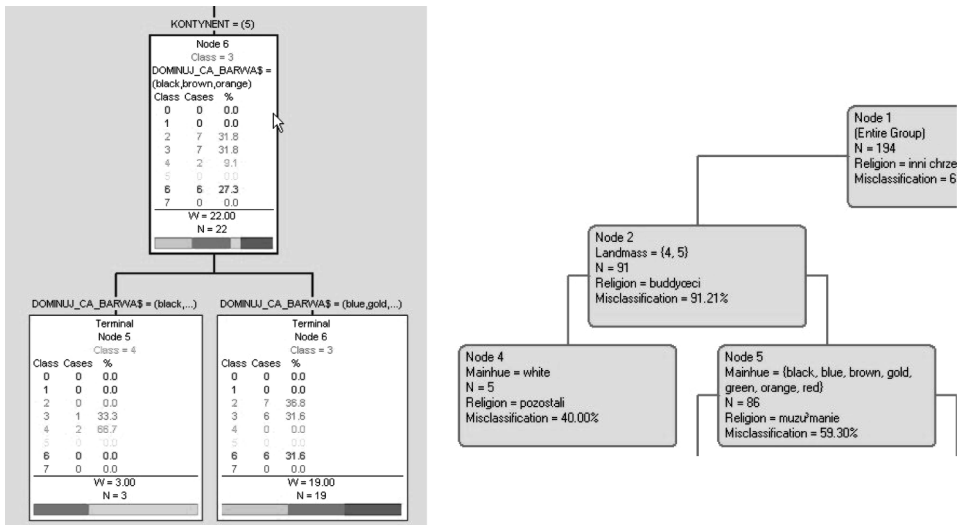 KONTYNENT = (5)
Node 6
Class = 3
DOMINUJ_CA_BARWA$ =
(black,brown,orange)
Class Cases %
0 0 0.0
1 0 0.0
2 7 31.8
3 7 31.8
4 2 9.1
5 0 0.0
6 6 27.3
7 0 0.0
W = 22.00
N = 22
DOMINUJ_CA_BARWA$ = (black,...)
Terminal
Node 5
Class = 4
Class Cases %
0 0 0.0
1 0 0.0
2 0 0.0
3 1 33.3
4 2 66.7
5 0 0.0
6 0 0.0
7 0 0.0
W = 3.00
N = 3
DOMINUJ_CA_BARWA$ = (blue,gold,...)
Terminal
Node 6
Class = 3
Class Cases %
0 0 0.0
1 0 0.0
2 7 36.8
3 6 31.6
4 0 0.0
5 0 0.0
6 6 31.6
7 0 0.0
W = 19.00
N = 19
Node 1
(Entire Group)
N = 194
Religion = inni chrze
Misclassification = 6
Node 2
Landmass = {4, 5}
N = 91
Religion = buddyœci
Misclassification = 91.21%
Node 4
Mainhue = white
N = 5
Religion = pozostali
Misclassification = 40.00%
Node 5
Mainhue = {black, blue, brown, gold,
green, orange, red}
N = 86
Religion = muzu³manie
Misclassification = 59.30%